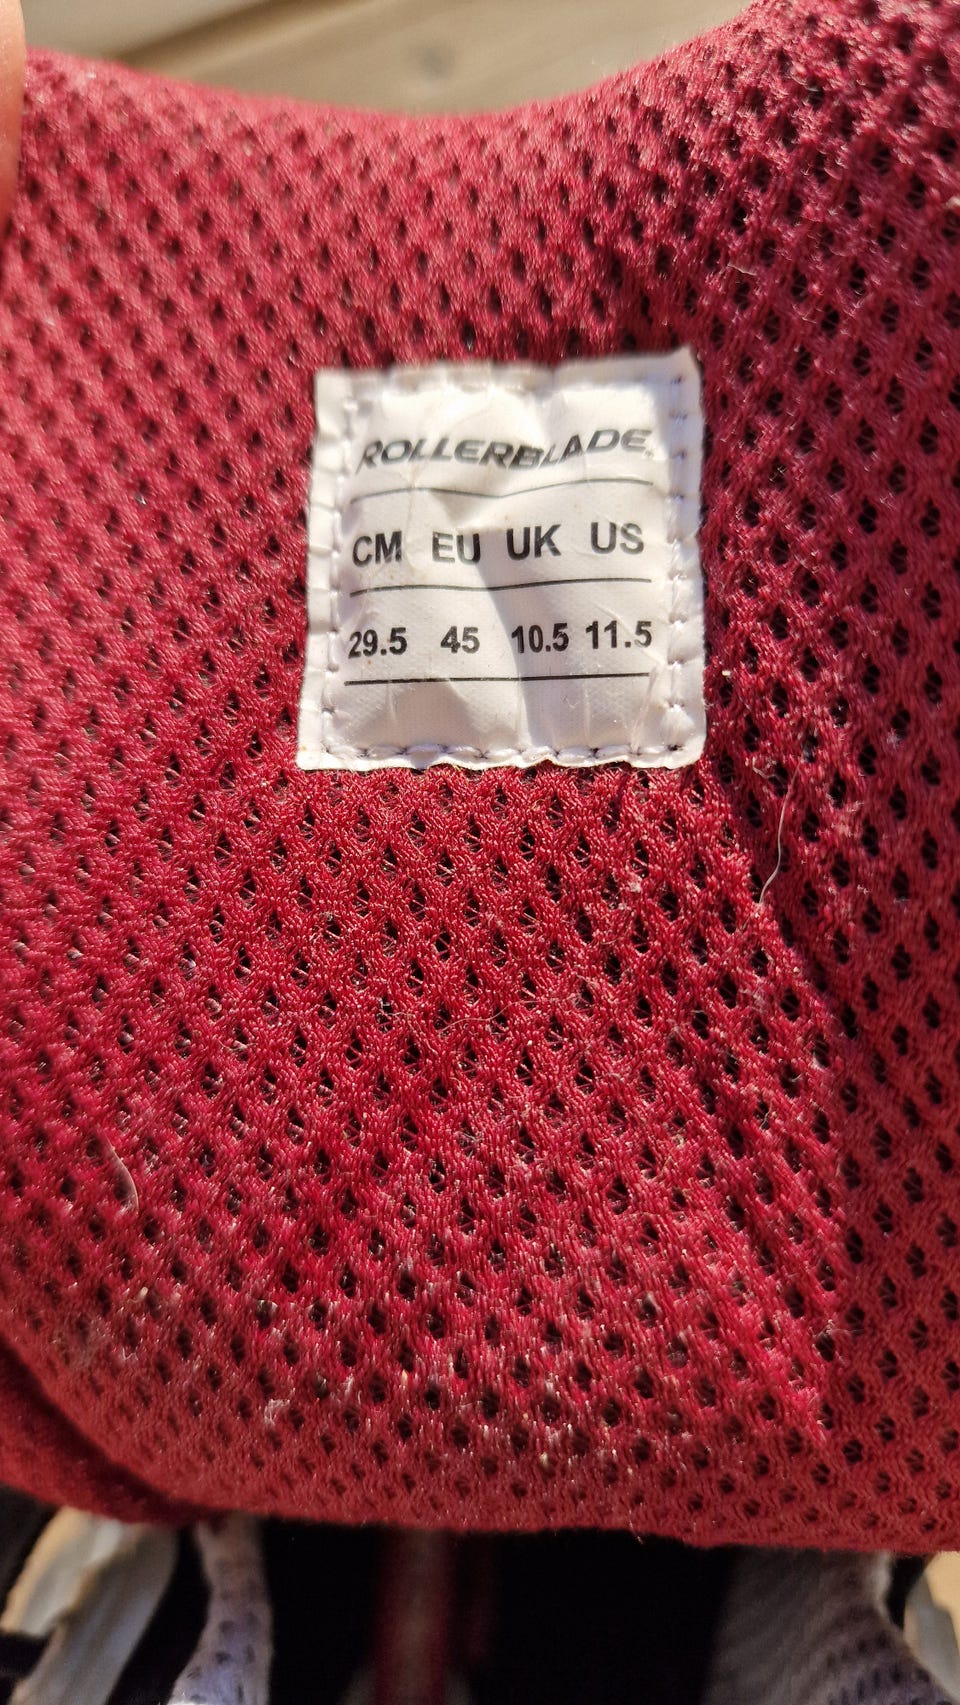 ROLLERBLADE
CM EU UK US
29.5 45 10.5 11.5